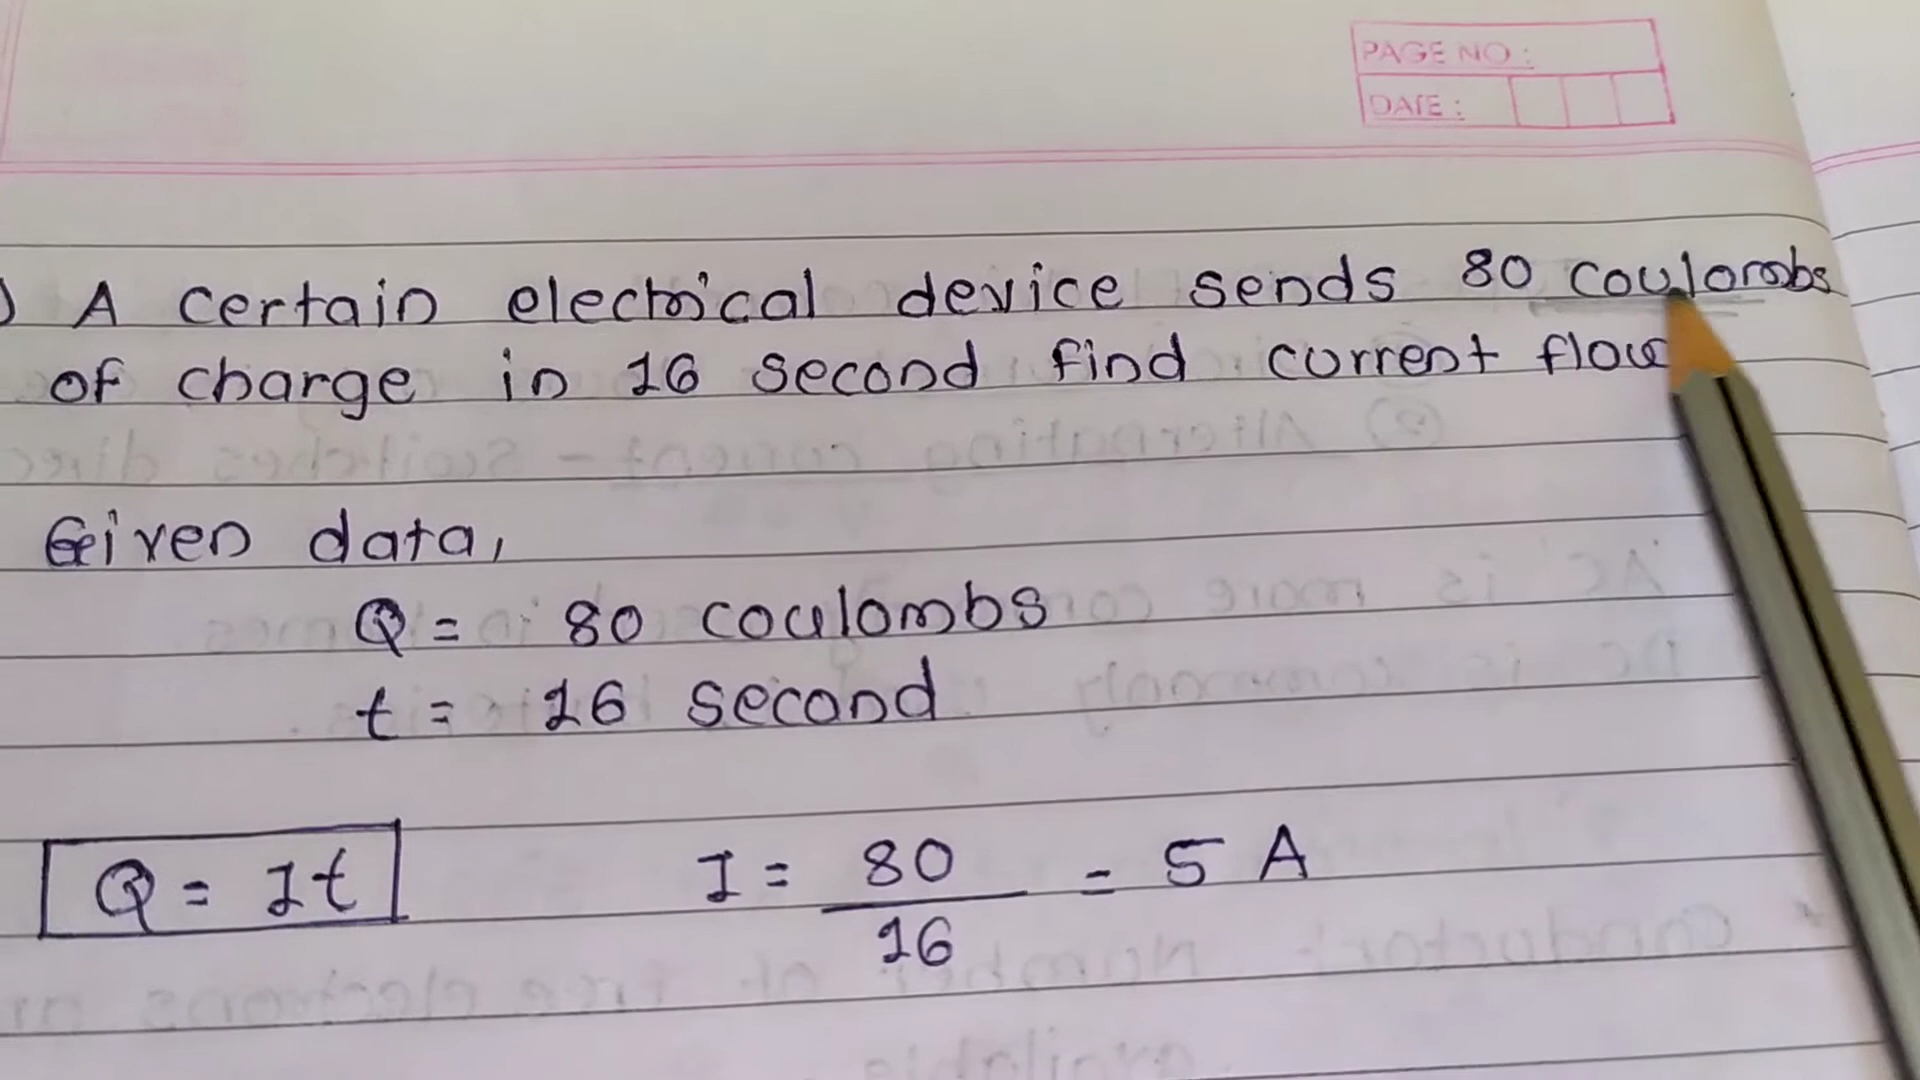 PAGE NO :
DATE :
A certain electrical device sends 80 coulombs
of charge in 16 second find current flow
Given data,
Q = 80 coulombs
t = 16 second
Q = It
I = 80/16 = 5 A